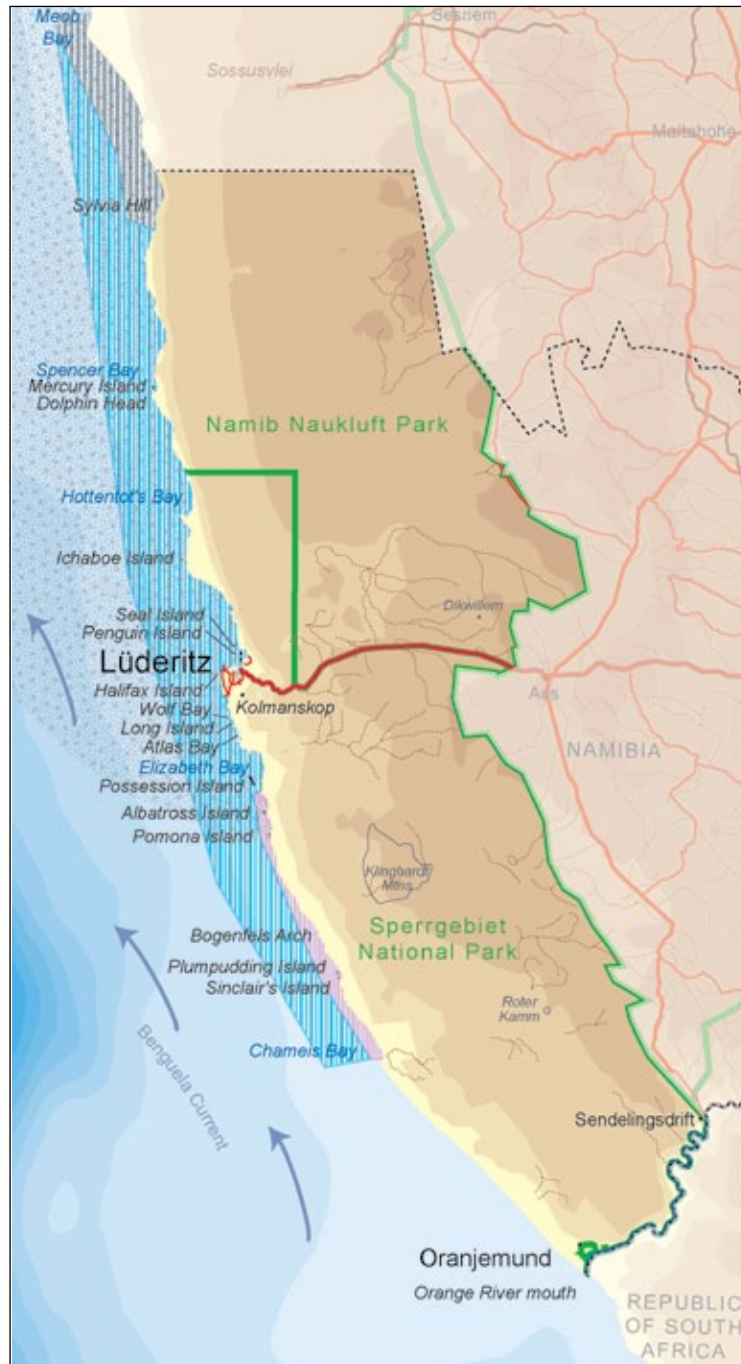 Meob
Bay
Sesriem
Sossusvlei
Maltahohe
Sylvia Hill
Spencer Bay
Mercury Island
Dolphin Head
Namib Naukluft Park
Hottentot's Bay
Ichaboe Island
Dikwillem
Seal Island
Penguin Island
Lüderitz
Halifax Island
Kolmanskop
Aus
Wolf Bay
Long Island
Atlas Bay
NAMIBIA
Elizabeth Bay
Possession Island
Albatross Island
Pomona Island
Klinghardt
Mtns
Sperrgebiet
National Park
Bogenfels Arch
Plumpudding Island
Sinclair's Island
Roter
Kamm
Chameis Bay
Benguela Current
Sendelingsdrift
Oranjemund
Orange River mouth
REPUBLIC
OF SOUTH
AFRICA